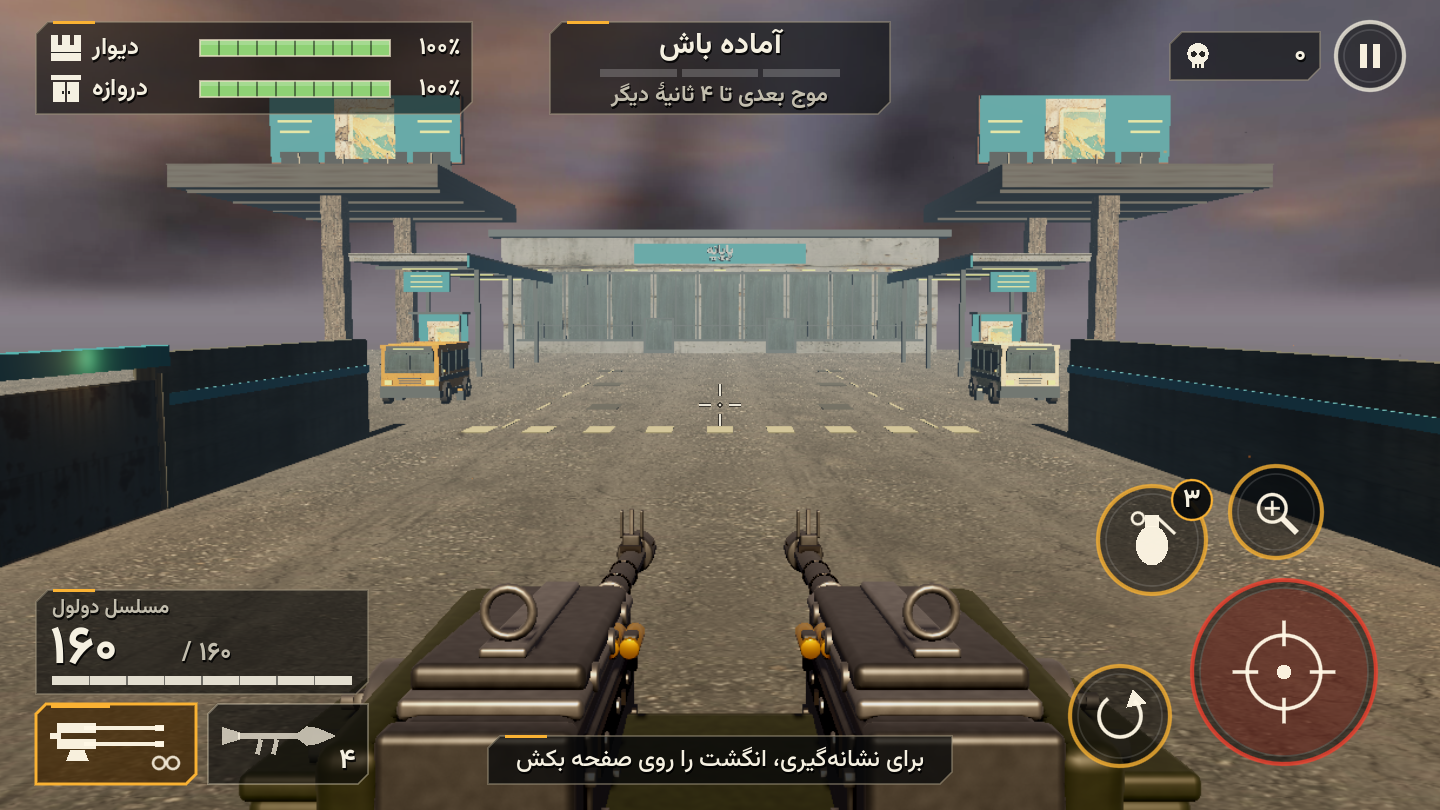 دیوار ۱۰۰٪
دروازه ۱۰۰٪
آماده باش
موج بعدی تا ۴ ثانیهٔ دیگر
۰
پایانه
۳
مسلسل دولول
۱۶۰ / ۱۶۰
∞
۴
برای نشانه‌گیری، انگشت را روی صفحه بکش